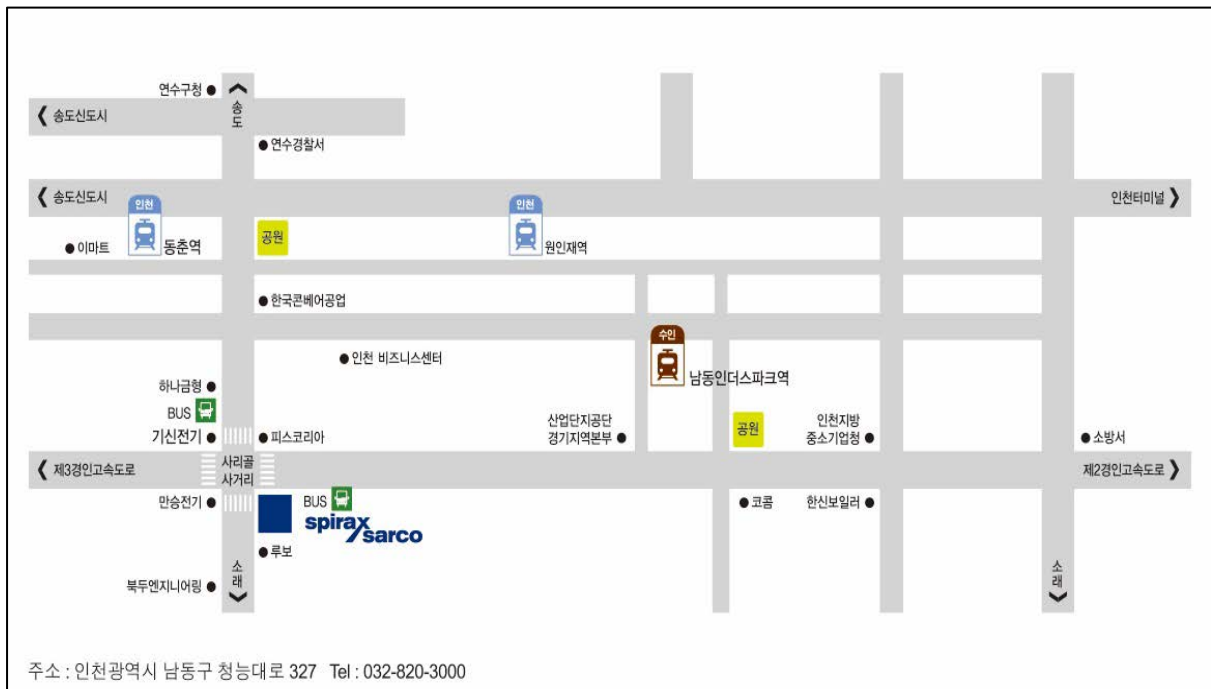 연수구청
송도
송도신도시
연수경찰서
송도신도시
인천터미널
인천
인천
이마트
동춘역
공원
원인재역
한국콘베어공업
수인
인천 비즈니스센터
남동인더스파크역
하나금형
BUS
기신전기
피스코리아
산업단지공단
경기지역본부
공원
인천지방
중소기업청
소방서
제3경인고속도로
사리골
사거리
제2경인고속도로
만승전기
BUS
spirax
sarco
코콤
한신보일러
루보
소래
소래
북두엔지니어링
주소 : 인천광역시 남동구 청능대로 327 Tel : 032-820-3000